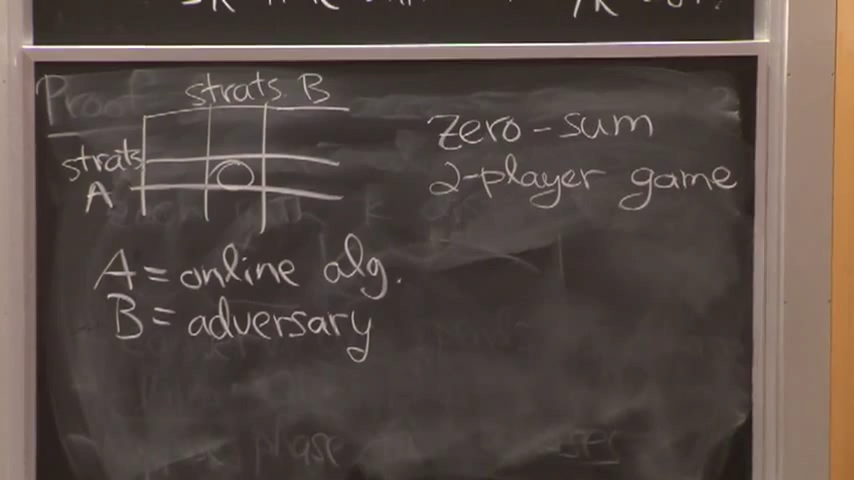 Proof
strats. B
strats
A
zero-sum
2-player game
A = online alg.
B = adversary